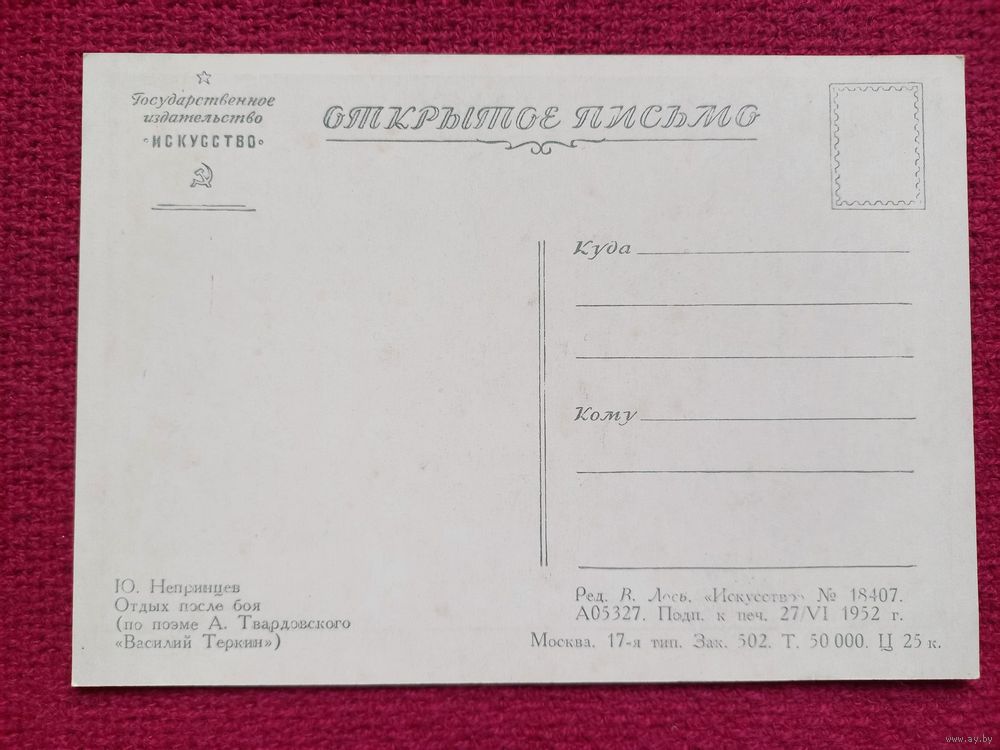 Государственное
издательство
«ИСКУССТВО»
ОТКРЫТОЕ ПИСЬМО
Куда
Кому
Ю. Непринцев
Отдых после боя
(по поэме А. Твардовского
«Василий Теркин»)
Ред. В. Лось. «Искусство» № 18407.
А05327. Подп. к печ. 27/VI 1952 г.
Москва. 17-я тип. Зак. 502. Т. 50 000. Ц 25 к.
www.ay.by